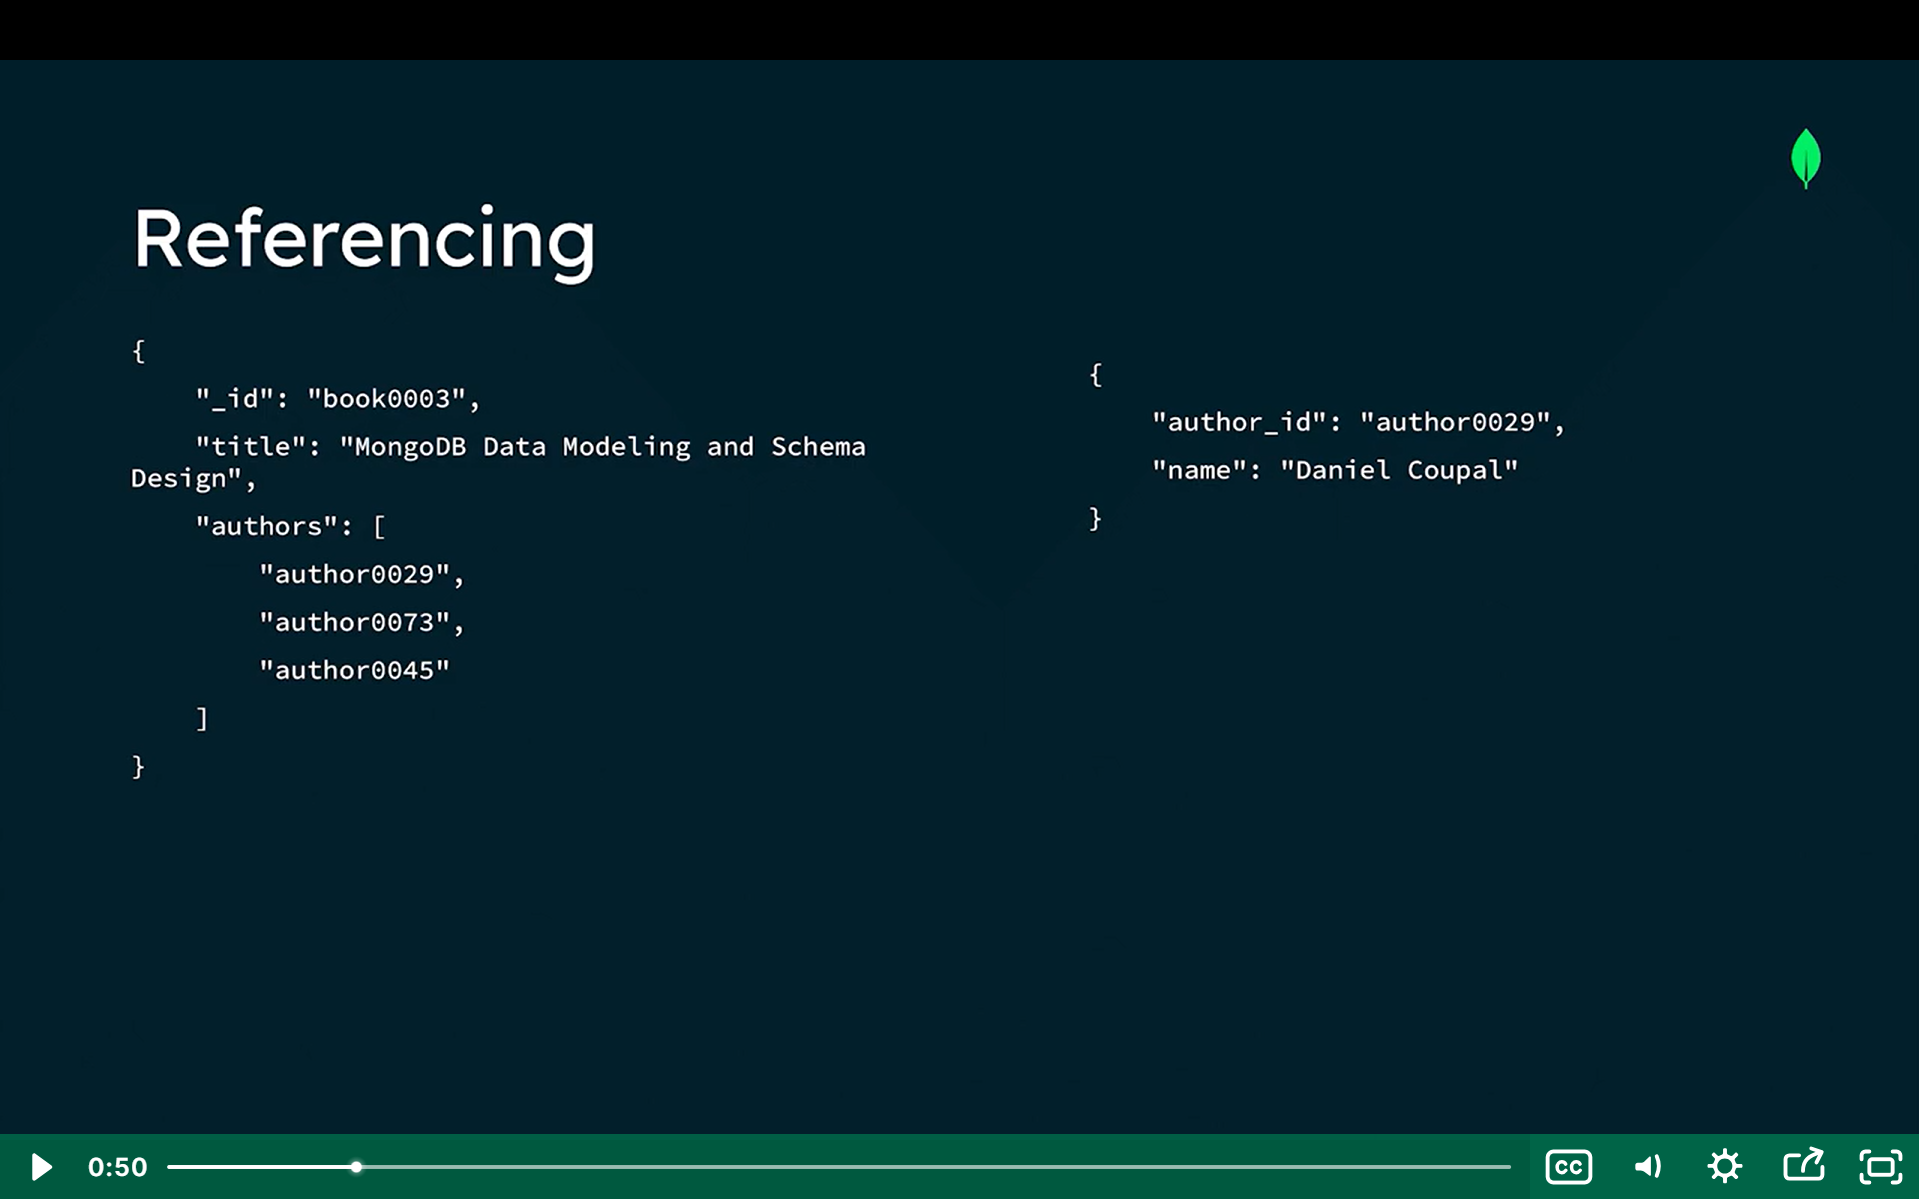 Referencing
{
"_id": "book0003",
"title": "MongoDB Data Modeling and Schema
Design",
"authors": [
"author0029",
"author0073",
"author0045"
]
}
{
"author_id": "author0029",
"name": "Daniel Coupal"
}
0:50
CC